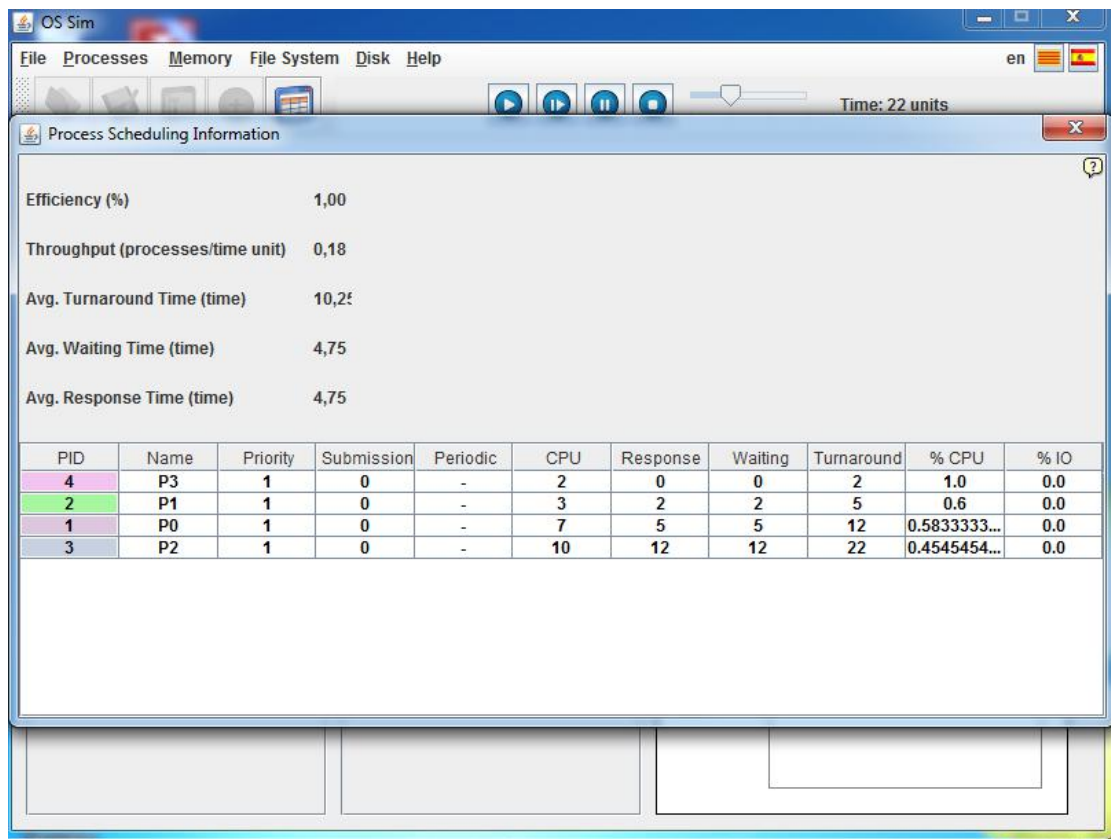 OS Sim
File Processes Memory File System Disk Help en
Time: 22 units
Process Scheduling Information
Efficiency (%) 1,00
Throughput (processes/time unit) 0,18
Avg. Turnaround Time (time) 10,25
Avg. Waiting Time (time) 4,75
Avg. Response Time (time) 4,75
PID Name Priority Submission Periodic CPU Response Waiting Turnaround % CPU % IO
4 P3 1 0 - 2 0 0 2 1.0 0.0
2 P1 1 0 - 3 2 2 5 0.6 0.0
1 P0 1 0 - 7 5 5 12 0.5833333... 0.0
3 P2 1 0 - 10 12 12 22 0.4545454... 0.0